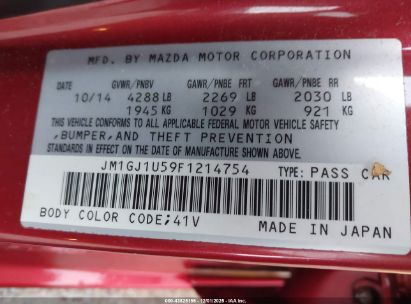 MFD. BY MAZDA MOTOR CORPORATION
DATE GVWR/PNBV GAWR/PNBE FRT GAWR/PNBE RR
10/14 4288 LB 2269 LB 2030 LB
1945 KG 1029 KG 921 KG
THIS VEHICLE CONFORMS TO ALL APPLICABLE FEDERAL MOTOR VEHICLE SAFETY
,BUMPER,AND THEFT PREVENTION
STANDARDS IN EFFECT ON THE DATE OF MANUFACTURE SHOWN ABOVE.
JM1GJ1U59F1214754 TYPE: PASS CAR
BODY COLOR CODE;41V MADE IN JAPAN